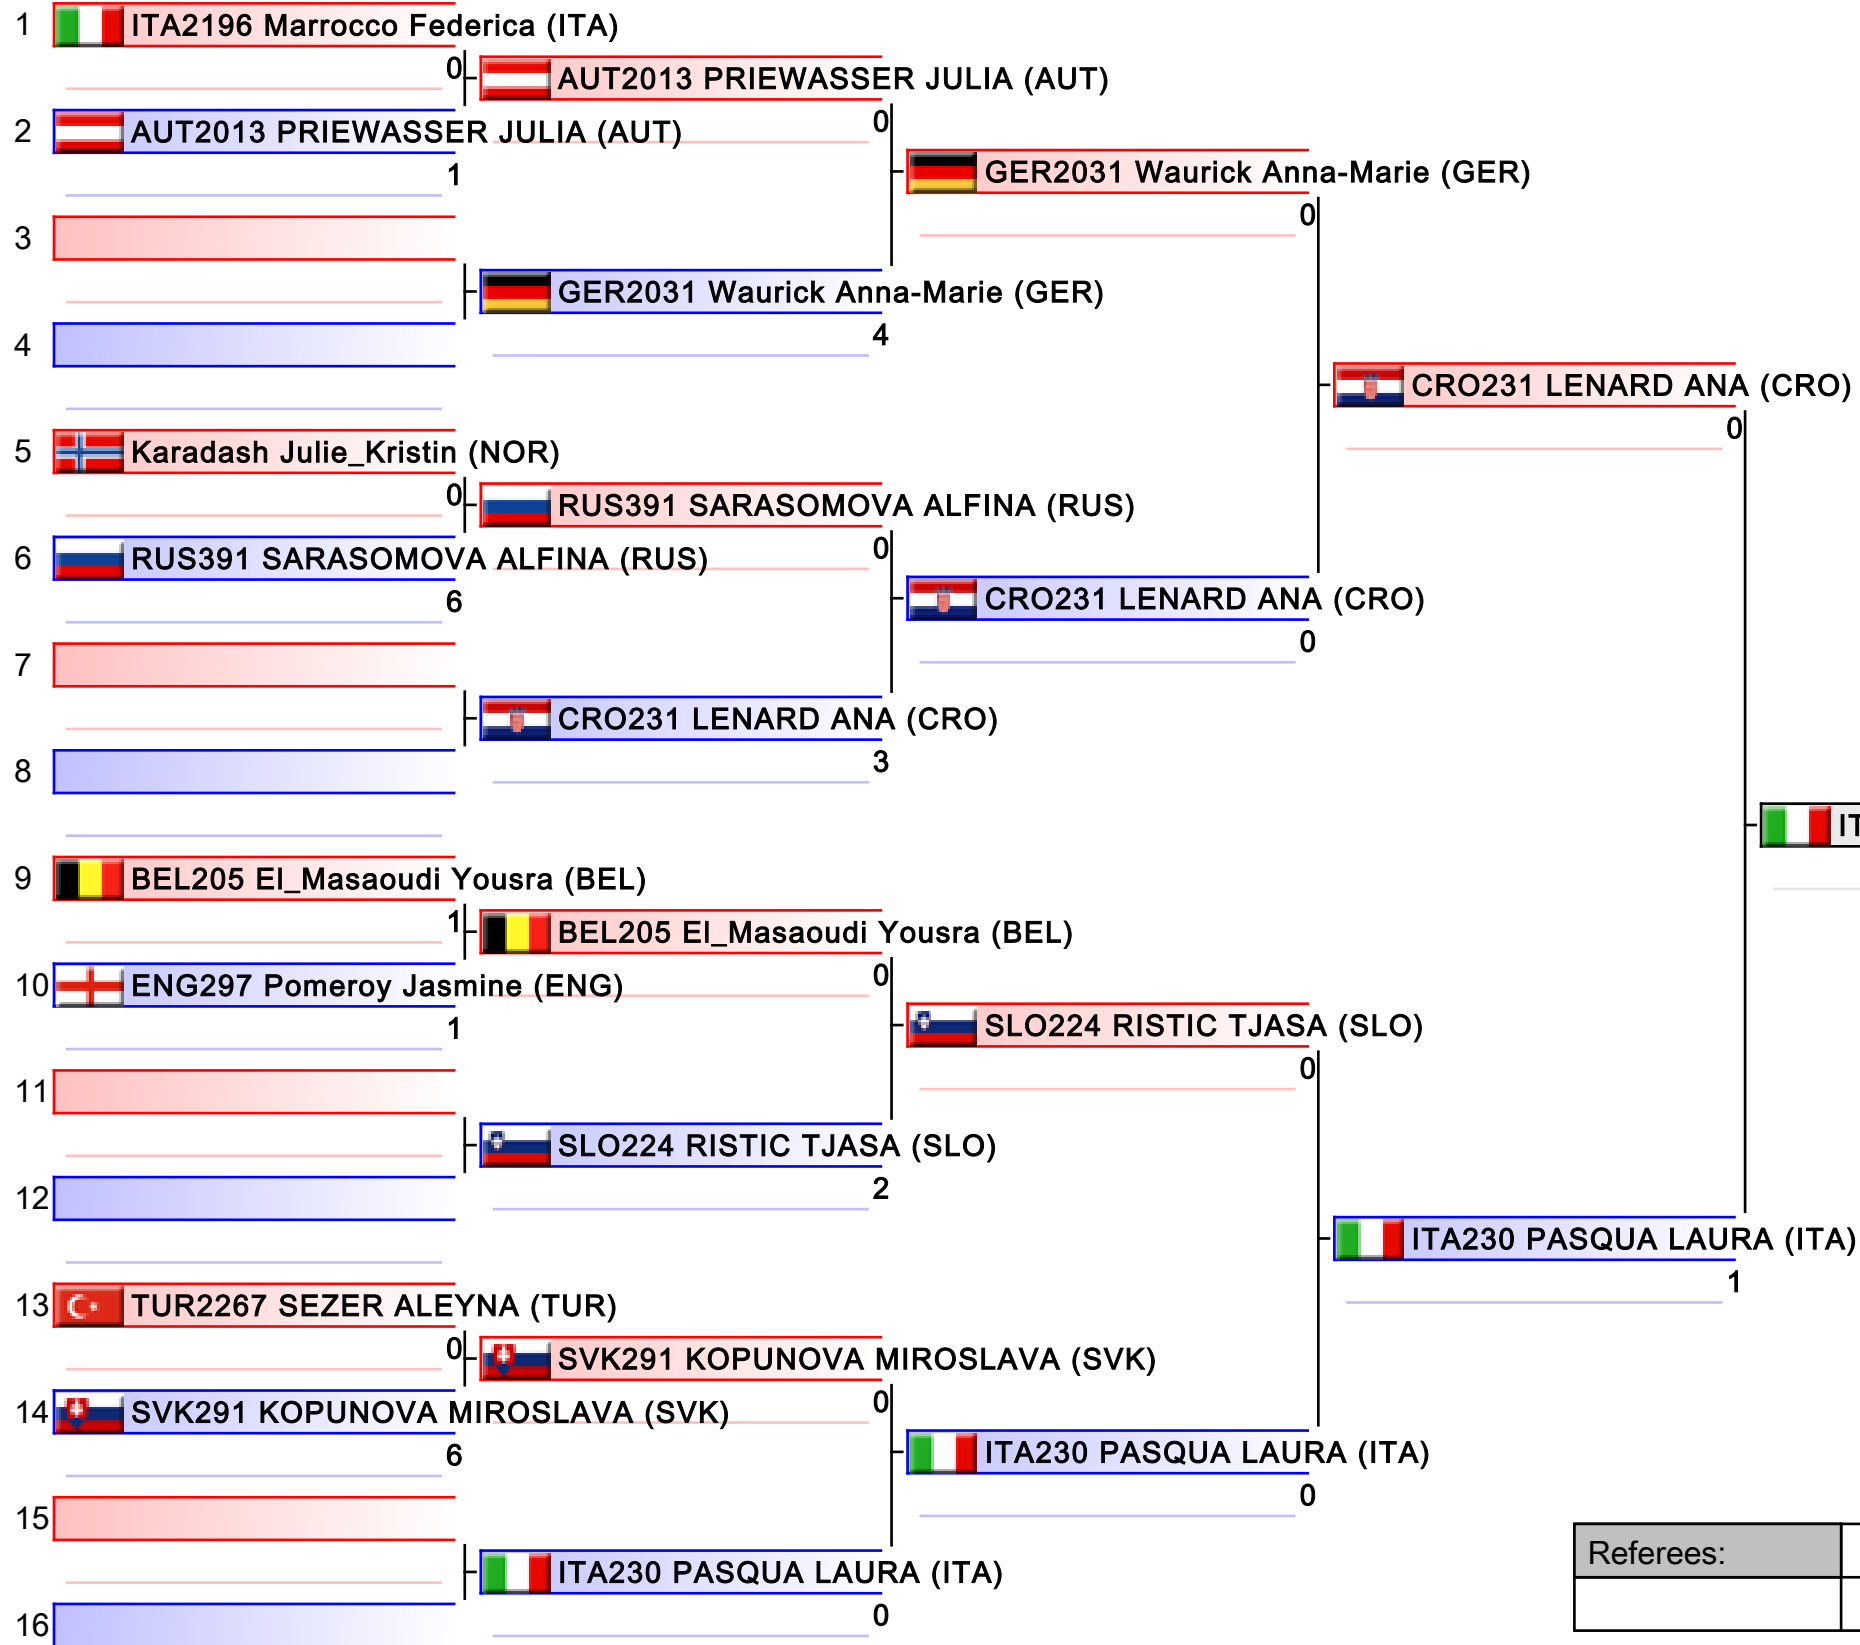 1 ITA2196 Marrocco Federica (ITA)
0 AUT2013 PRIEWASSER JULIA (AUT)
2 AUT2013 PRIEWASSER JULIA (AUT) 0
1 GER2031 Waurick Anna-Marie (GER)
0
3
GER2031 Waurick Anna-Marie (GER)
4 4
CRO231 LENARD ANA (CRO)
0
5 Karadash Julie_Kristin (NOR)
0 RUS391 SARASOMOVA ALFINA (RUS)
6 RUS391 SARASOMOVA ALFINA (RUS) 0
6 CRO231 LENARD ANA (CRO)
0
7
CRO231 LENARD ANA (CRO)
8 3
IT
9 BEL205 El_Masaoudi Yousra (BEL)
1 BEL205 El_Masaoudi Yousra (BEL)
10 ENG297 Pomeroy Jasmine (ENG) 0
1 SLO224 RISTIC TJASA (SLO)
0
11
SLO224 RISTIC TJASA (SLO)
12 2
ITA230 PASQUA LAURA (ITA)
1
13 TUR2267 SEZER ALEYNA (TUR)
0 SVK291 KOPUNOVA MIROSLAVA (SVK)
14 SVK291 KOPUNOVA MIROSLAVA (SVK) 0
6 ITA230 PASQUA LAURA (ITA)
0
15
ITA230 PASQUA LAURA (ITA)
16 0
Referees: